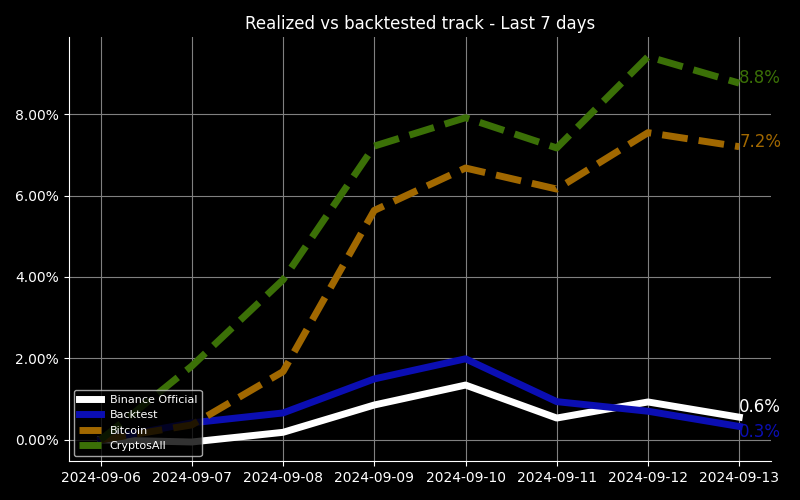 Realized vs backtested track - Last 7 days
8.8%
8.00%
7.2%
6.00%
4.00%
2.00%
Binance Official
Backtest
Bitcoin
CryptosAll
0.6%
0.3%
0.00%
2024-09-06 2024-09-07 2024-09-08 2024-09-09 2024-09-10 2024-09-11 2024-09-12 2024-09-13